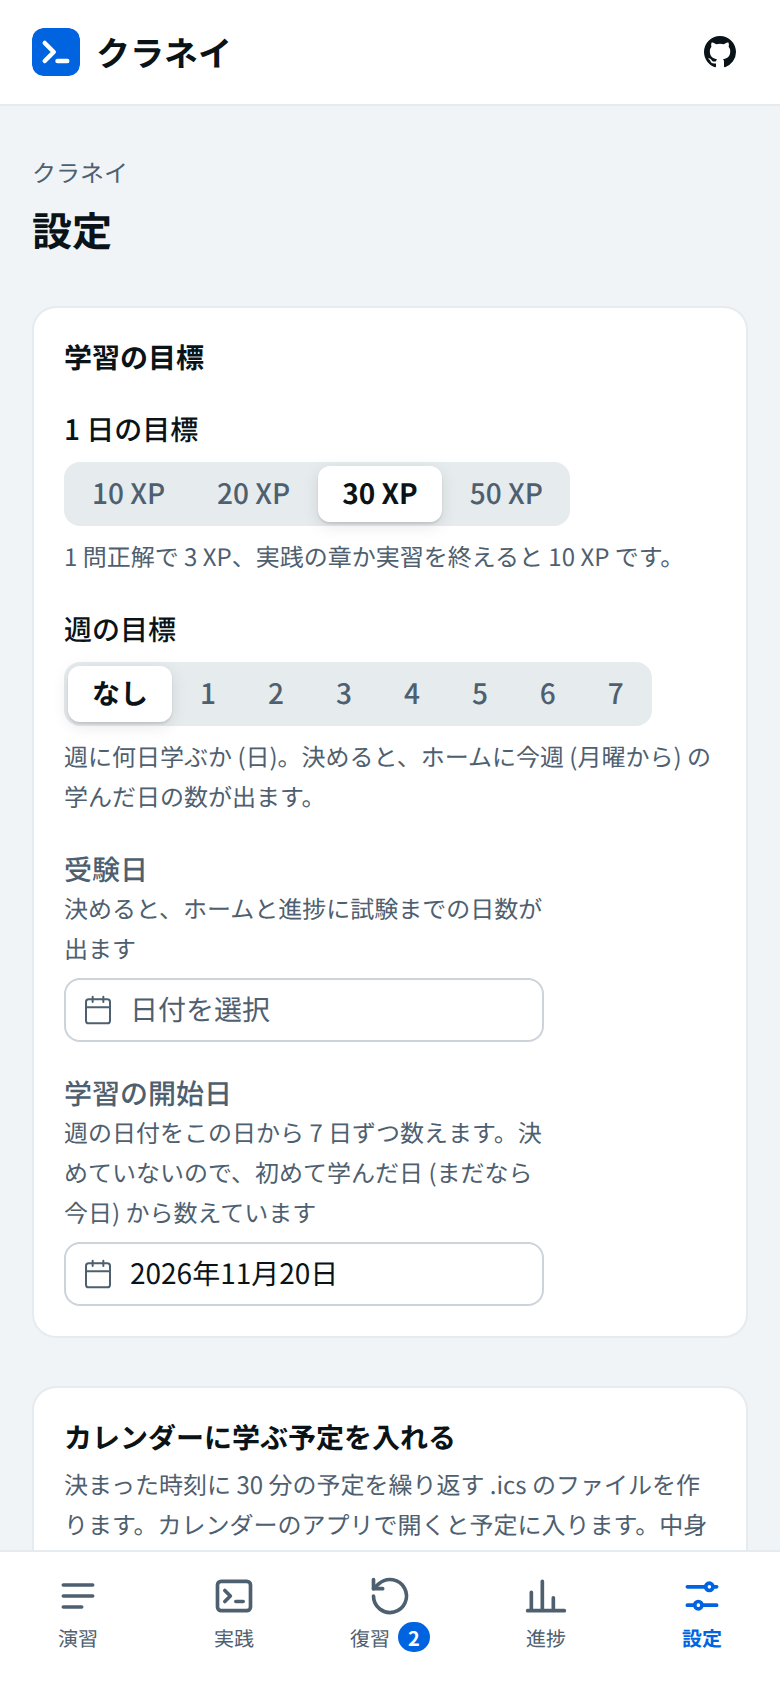 クラネイ
クラネイ
設定
学習の目標
1 日の目標
10 XP 20 XP 30 XP 50 XP
1 問正解で 3 XP、実践の章か実習を終えると 10 XP です。
週の目標
なし 1 2 3 4 5 6 7
週に何日学ぶか (日)。決めると、ホームに今週 (月曜から) の
学んだ日の数が出ます。
受験日
決めると、ホームと進捗に試験までの日数が
出ます
日付を選択
学習の開始日
週の日付をこの日から 7 日ずつ数えます。決
めていないので、初めて学んだ日 (まだなら
今日) から数えています
2026年11月20日
カレンダーに学ぶ予定を入れる
決まった時刻に 30 分の予定を繰り返す .ics のファイルを作
ります。カレンダーのアプリで開くと予定に入ります。中身
演習 実践 復習 2 進捗 設定